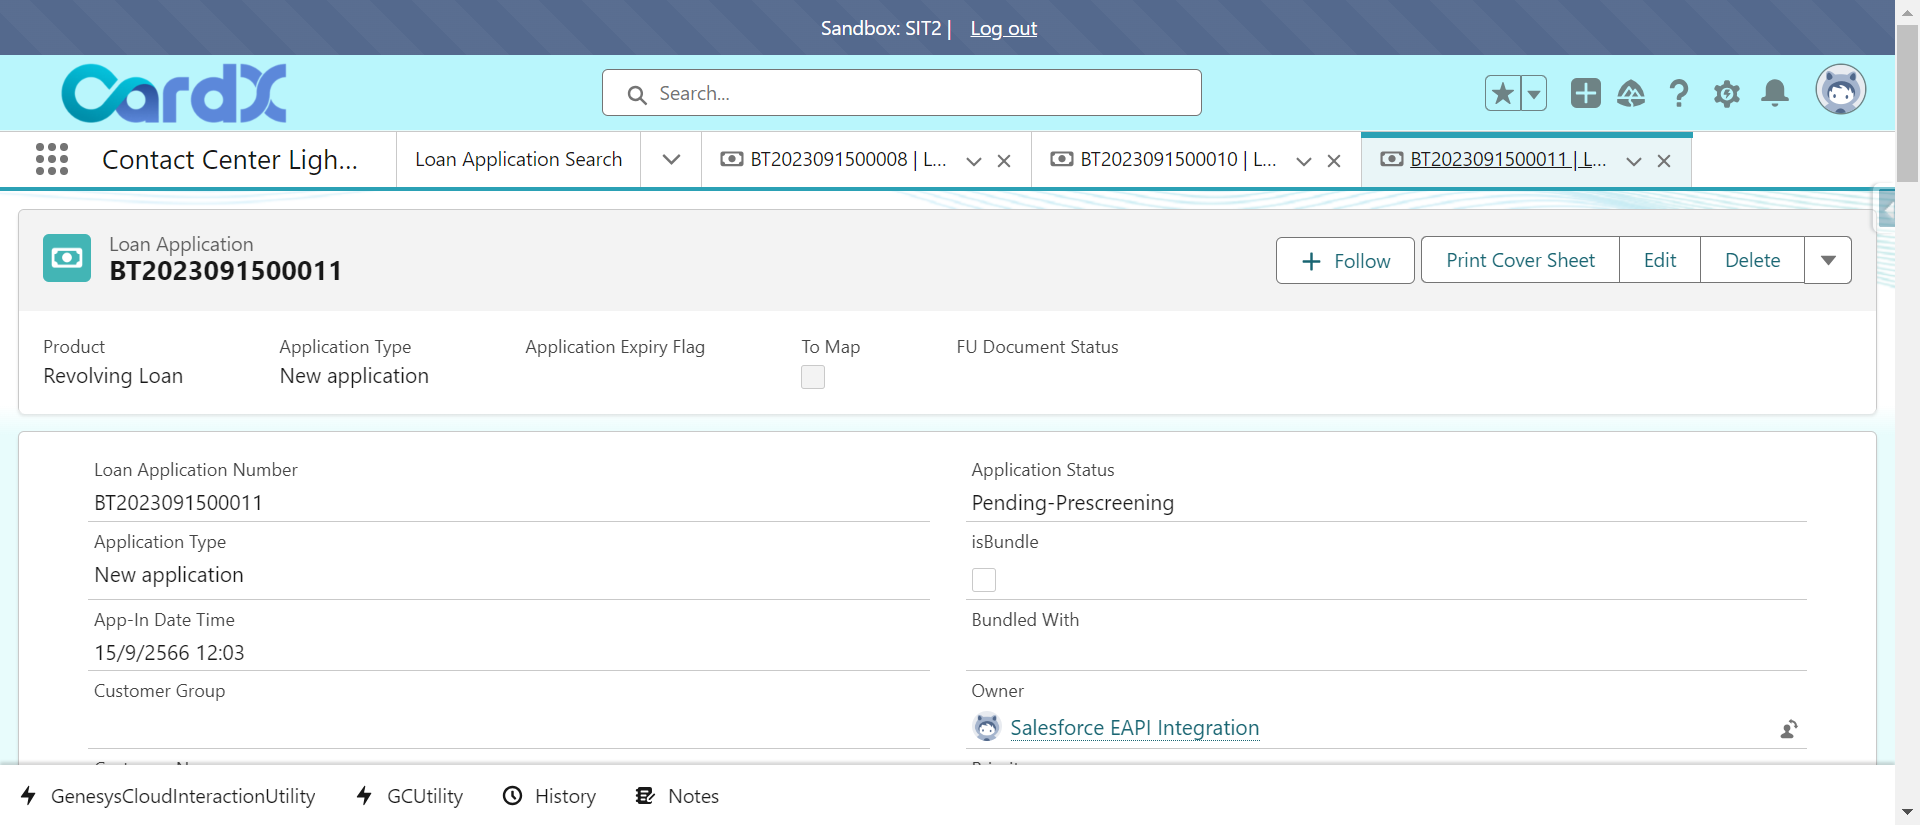 Sandbox: SIT2 | Log out
CardX
Search...
Contact Center Ligh...
Loan Application Search
BT2023091500008 | L...
BT2023091500010 | L...
BT2023091500011 | L...
Loan Application
BT2023091500011
Follow
Print Cover Sheet
Edit
Delete
Product
Application Type
Application Expiry Flag
To Map
FU Document Status
Revolving Loan
New application
Loan Application Number
Application Status
BT2023091500011
Pending-Prescreening
Application Type
isBundle
New application
App-In Date Time
Bundled With
15/9/2566 12:03
Customer Group
Owner
Salesforce EAPI Integration
GenesysCloudInteractionUtility
GCUtility
History
Notes